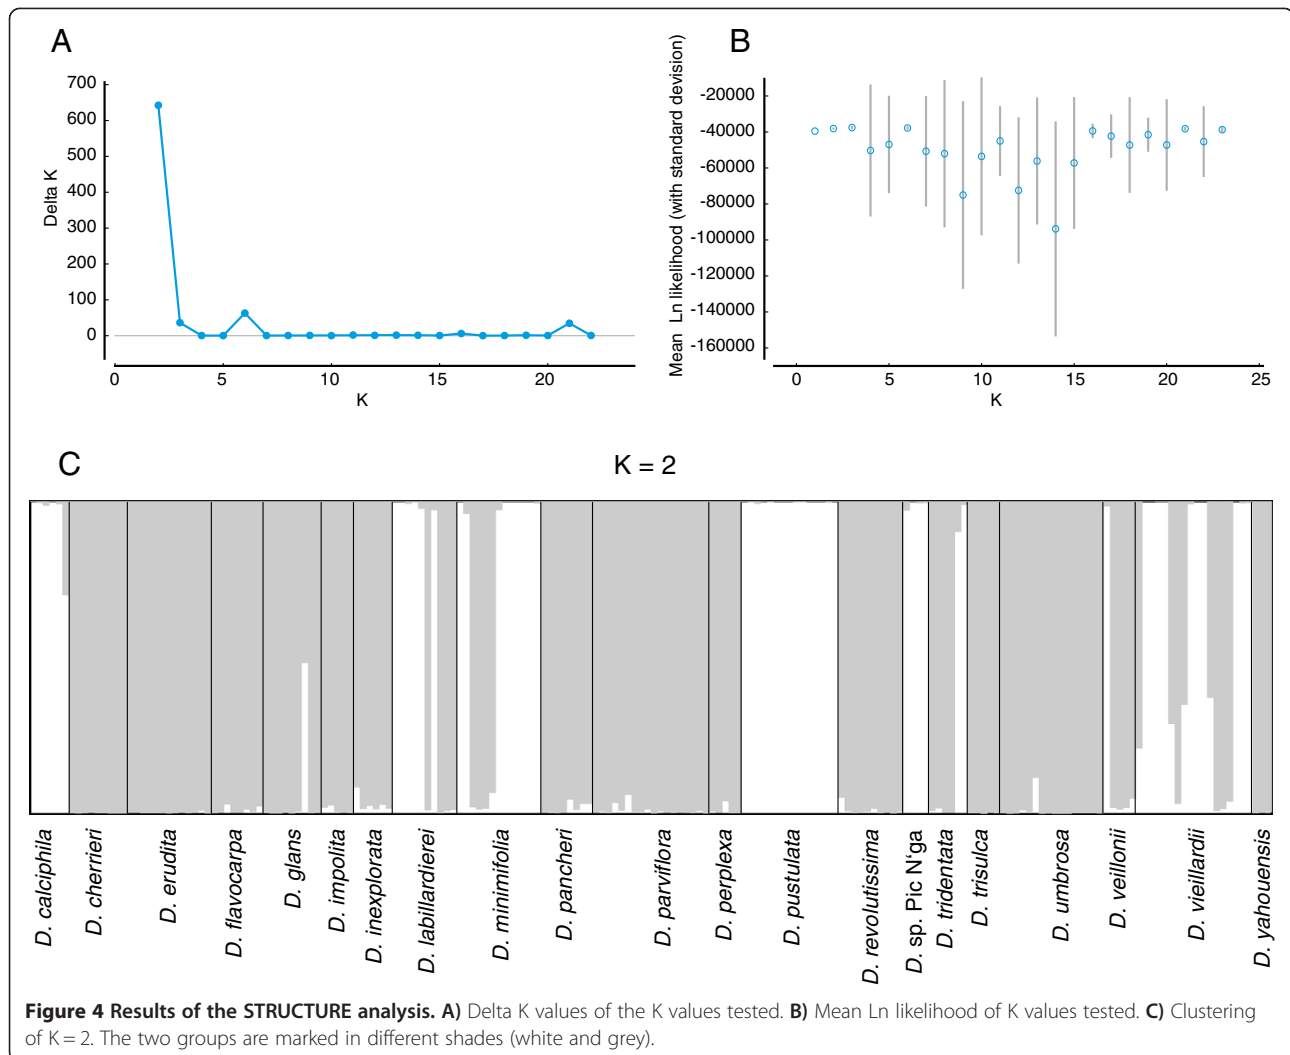 A
B
700
600
500
400
300
200
100
0
Delta K
0
5
10
15
20
K
-20000
-40000
-60000
-80000
-100000
-120000
-140000
-160000
Mean Ln likelihood (with standard devision)
0
5
10
15
20
25
K
C
K = 2
D. calciphila
D. cherrieri
D. erudita
D. flavocarpa
D. glans
D. impolita
D. inexplorata
D. labillardierei
D. minimifolia
D. pancheri
D. parviflora
D. perplexa
D. pustulata
D. revolutissima
D. sp. Pic N'ga
D. tridentata
D. trisulca
D. umbrosa
D. veillonii
D. vieillardii
D. yahouensis
Figure 4 Results of the STRUCTURE analysis. A) Delta K values of the K values tested. B) Mean Ln likelihood of K values tested. C) Clustering
of K = 2. The two groups are marked in different shades (white and grey).